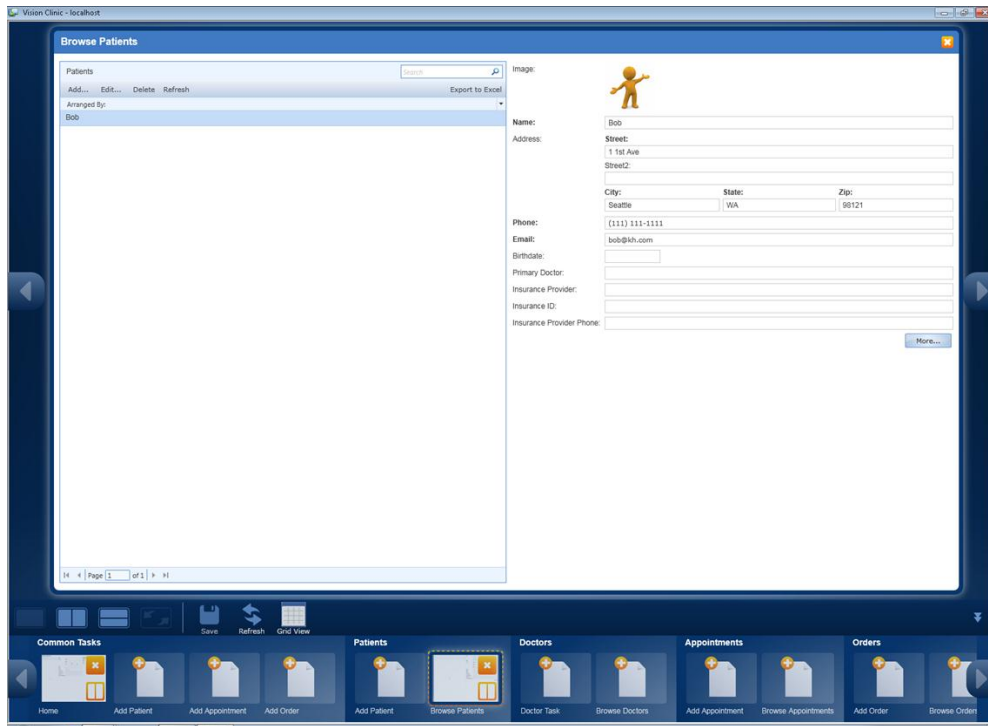 Vision Clinic - localhost
Browse Patients
Patients
Search
Add... Edit... Delete Refresh Export to Excel
Arranged By:
Bob
Page 1 of 1
Image:
Name: Bob
Address: Street:
1 1st Ave
Street2:
City: State: Zip:
Seattle WA 98121
Phone: (111) 111-1111
Email: bob@kh.com
Birthdate:
Primary Doctor:
Insurance Provider:
Insurance ID:
Insurance Provider Phone:
More...
Save Refresh Grid View
Common Tasks Patients Doctors Appointments Orders
Home Add Patient Add Appointment Add Order Add Patient Browse Patients Doctor Task Browse Doctors Add Appointment Browse Appointments Add Order Browse Orders